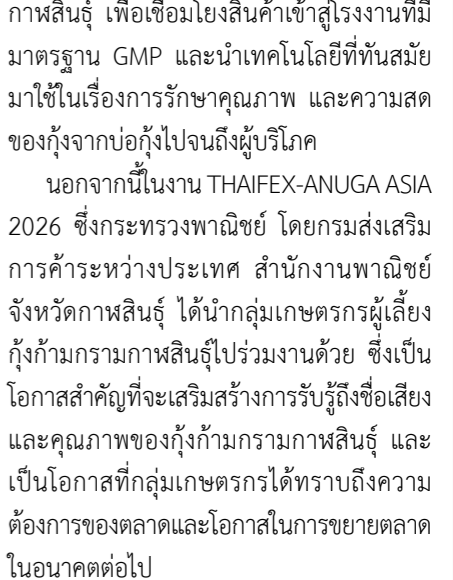 กาฬสินธุ์ เพื่อเชื่อมโยงสินค้าเข้าสู่โรงงานที่มี
มาตรฐาน GMP และนำเทคโนโลยีที่ทันสมัย
มาใช้ในเรื่องการรักษาคุณภาพ และความสด
ของกุ้งจากบ่อกุ้งไปจนถึงผู้บริโภค
นอกจากนี้ในงาน THAIFEX-ANUGA ASIA
2026 ซึ่งกระทรวงพาณิชย์ โดยกรมส่งเสริม
การค้าระหว่างประเทศ สำนักงานพาณิชย์
จังหวัดกาฬสินธุ์ ได้นำกลุ่มเกษตรกรผู้เลี้ยง
กุ้งก้ามกรามกาฬสินธุ์ไปร่วมงานด้วย ซึ่งเป็น
โอกาสสำคัญที่จะเสริมสร้างการรับรู้ถึงชื่อเสียง
และคุณภาพของกุ้งก้ามกรามกาฬสินธุ์ และ
เป็นโอกาสที่กลุ่มเกษตรกรได้ทราบถึงความ
ต้องการของตลาดและโอกาสในการขยายตลาด
ในอนาคตต่อไป